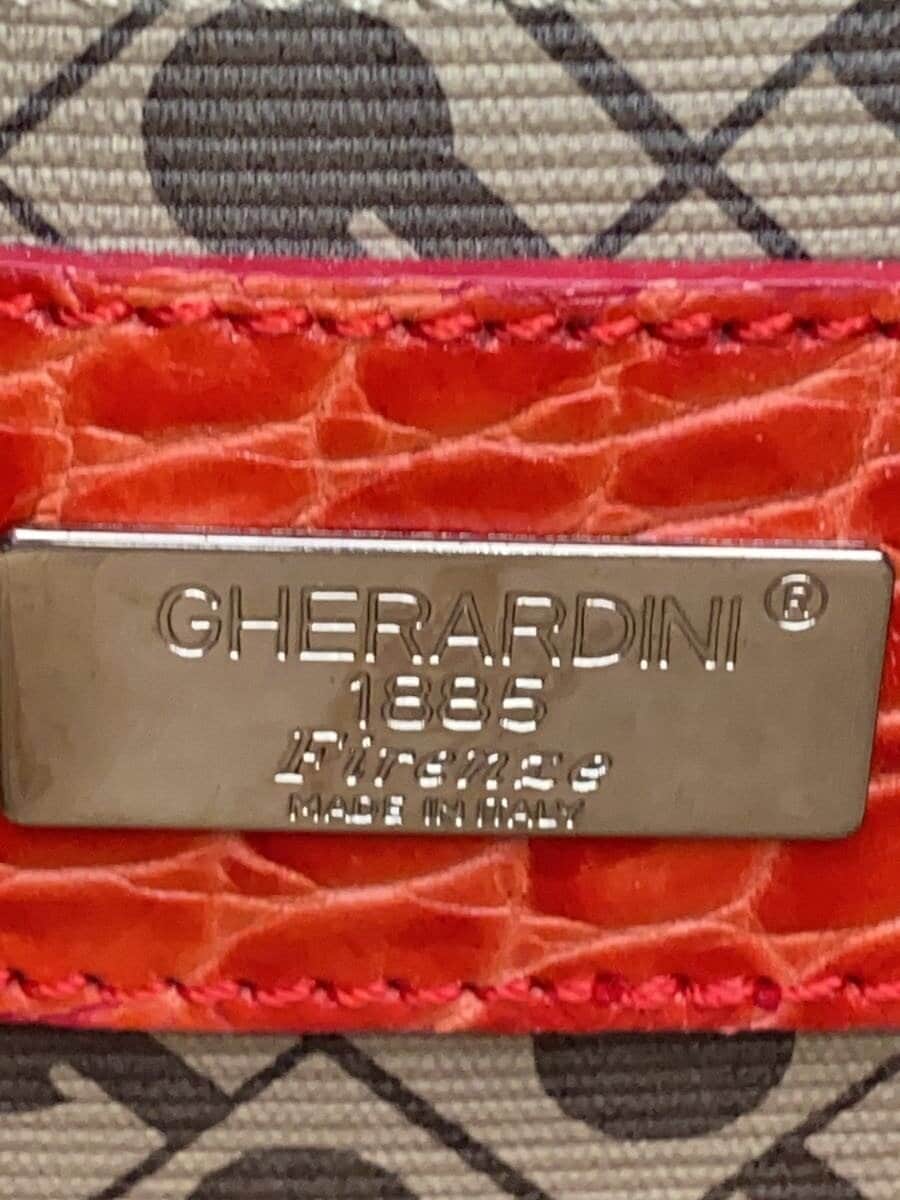 GHERARDINI ®
1885
Firenze
MADE IN ITALY